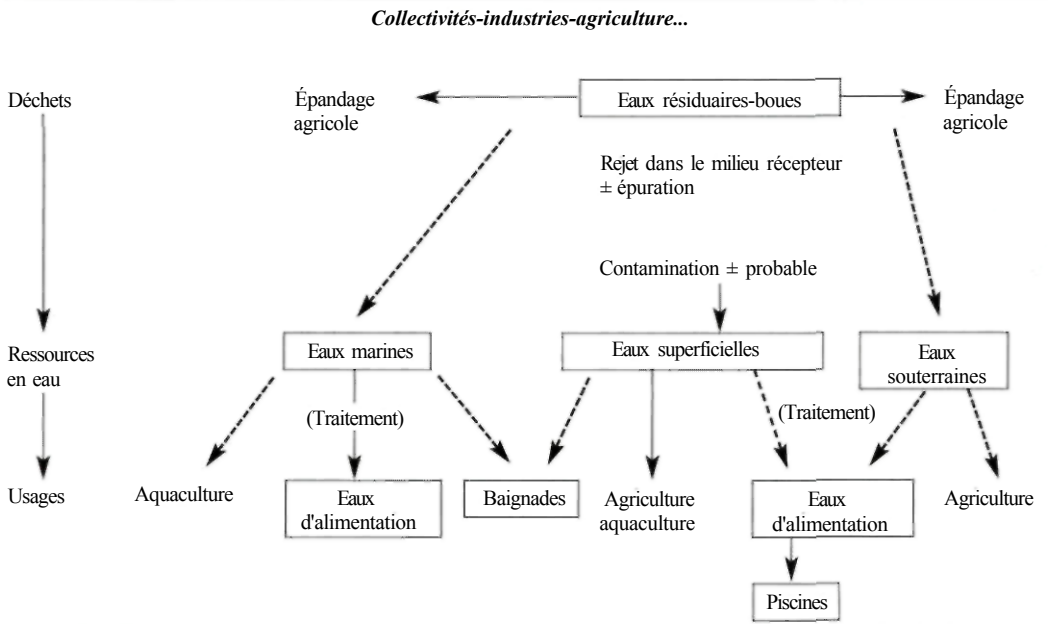 Collectivités-industries-agriculture...
Déchets
Épandage
agricole
Eaux résiduaires-boues
Épandage
agricole
Rejet dans le milieu récepteur
± épuration
Contamination ± probable
Ressources
en eau
Eaux marines
Eaux superficielles
Eaux
souterraines
(Traitement)
(Traitement)
Usages
Aquaculture
Eaux
d'alimentation
Baignades
Agriculture
aquaculture
Eaux
d'alimentation
Agriculture
Piscines